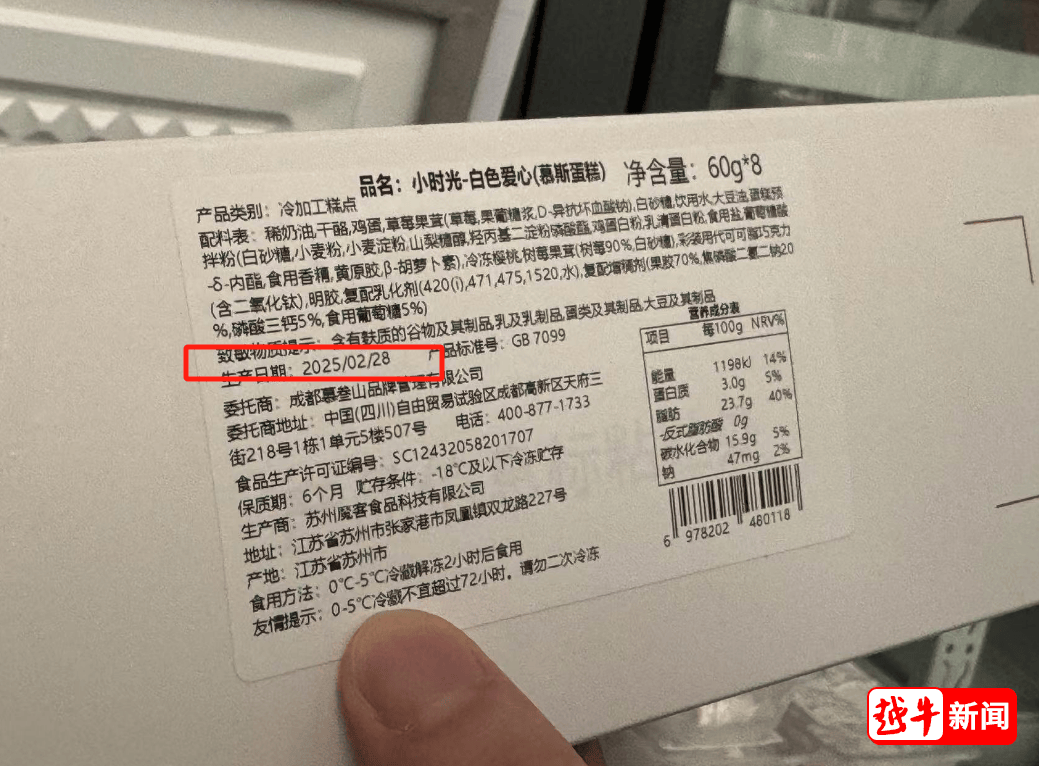 品名：小时光-白色爱心(慕斯蛋糕) 净含量：60g*8
产品类别：冷加工糕点
配料表：稀奶油,干酪,鸡蛋,草莓果茸(草莓,果葡糖浆,D-异抗坏血酸钠),白砂糖,饮用水,大豆油,蛋糕预
拌粉(白砂糖,小麦粉,小麦淀粉,山梨糖醇,羟丙基二淀粉磷酸酯,鸡蛋白粉,乳清蛋白粉,食用盐,葡萄糖酸
-δ-内酯,食用香精,黄原胶,β-胡萝卜素),冷冻樱桃,树莓果茸(树莓90%,白砂糖),彩装用代可可脂巧克力
(含二氧化钛),明胶,复配乳化剂(420(i),471,475,1520,水),复配增稠剂(果胶70%,焦磷酸二氢二钠20
%,磷酸三钙5%,食用葡萄糖5%)
致敏物质提示：含有麸质的谷物及其制品,乳及乳制品,蛋类及其制品,大豆及其制品
生产日期：2025/02/28 产品标准号：GB 7099
委托商：成都慕叁山品牌管理有限公司
委托商地址：中国(四川)自由贸易试验区成都高新区天府三
街218号1栋1单元5楼507号 电话：400-877-1733
食品生产许可证编号：SC12432058201707
保质期：6个月 贮存条件：-18℃及以下冷冻贮存
生产商：苏州魔客食品科技有限公司
地址：江苏省苏州市张家港市凤凰镇双龙路227号
产地：江苏省苏州市
食用方法：0℃-5℃冷藏解冻2小时后食用
友情提示：0-5℃冷藏不宜超过72小时。请勿二次冷冻
营养成分表
项目 每100g NRV%
能量 1198kJ 14%
蛋白质 3.0g 5%
脂肪 23.7g 40%
-反式脂肪酸 0g
碳水化合物 15.9g 5%
钠 47mg 2%
6 978202 480118
越牛新闻